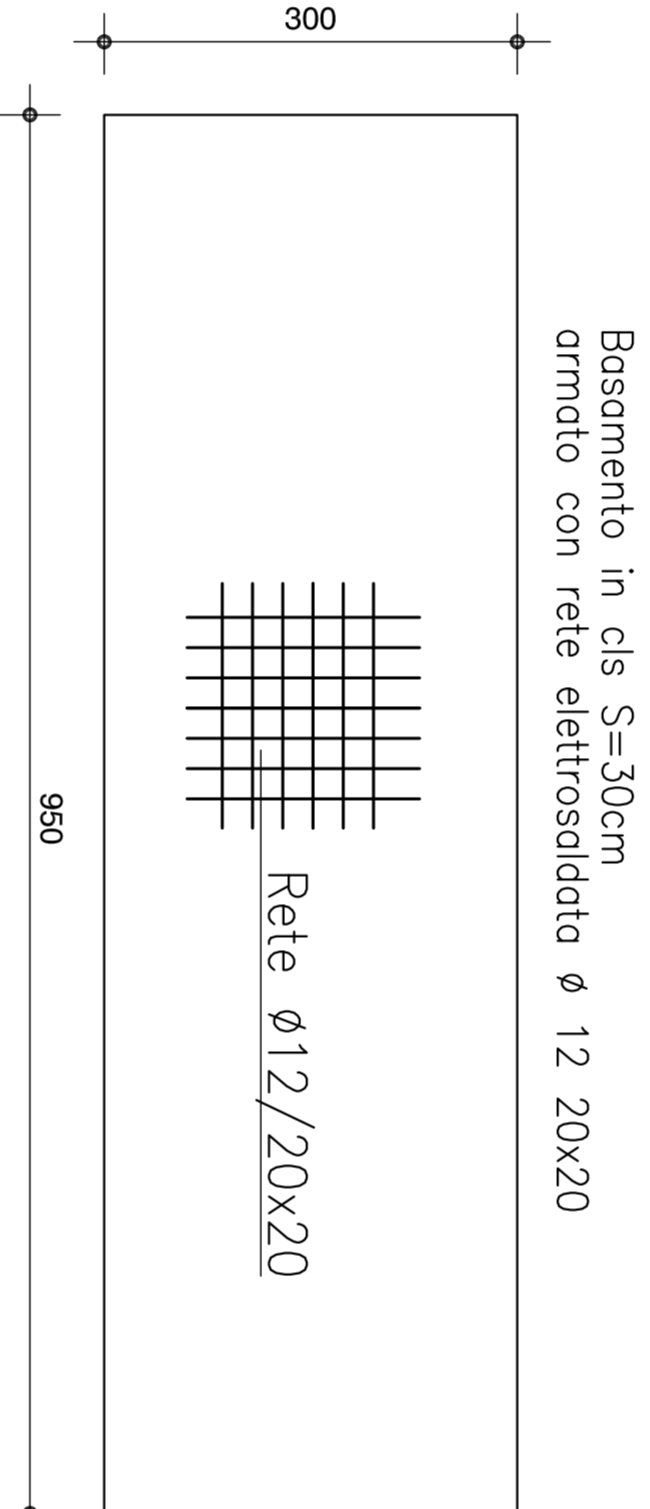 300
Basamento in cls S=30cm
armato con rete elettrosaldata ø 12 20x20
950
Rete ø12/20x20